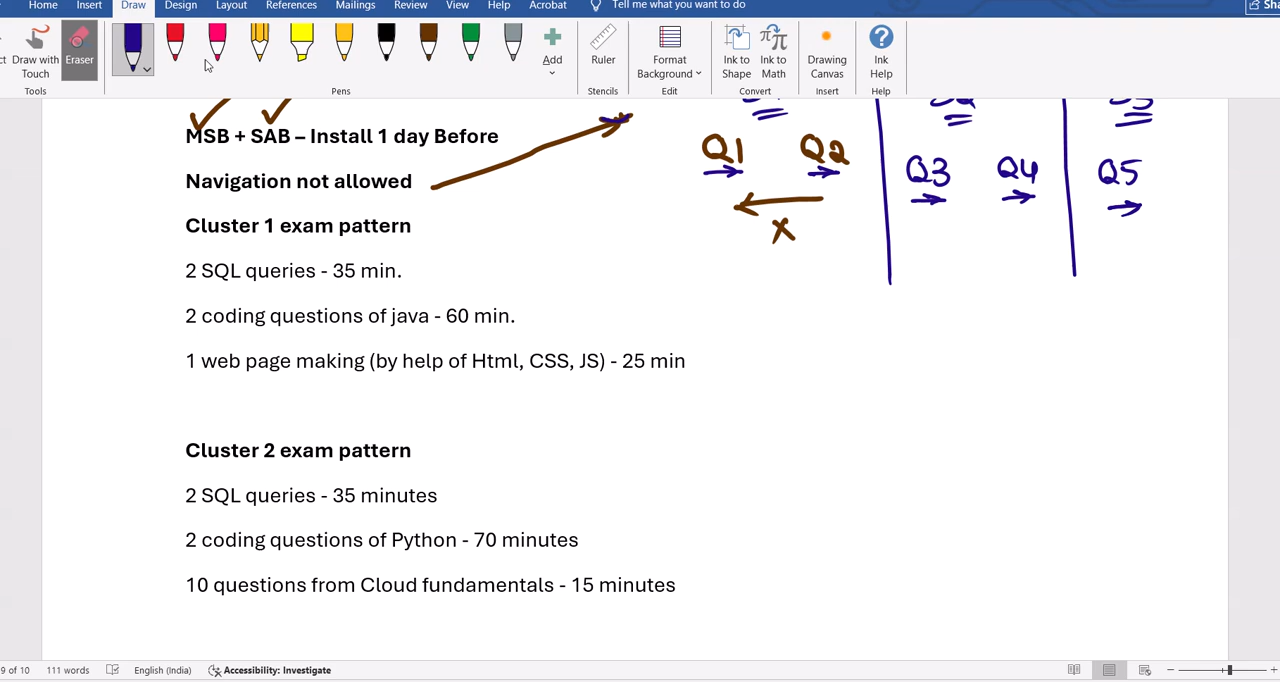 Home Insert Draw Design Layout References Mailings Review View Help Acrobat Tell me what you want to do
Draw with Touch
Eraser
Add
Ruler
Format Background
Ink to Shape
Ink to Math
Drawing Canvas
Ink Help
Tools Pens Stencils Edit Convert Insert Help
MSB + SAB – Install 1 day Before
Navigation not allowed
Q1 Q2 Q3 Q4 Q5
X
Cluster 1 exam pattern
2 SQL queries - 35 min.
2 coding questions of java - 60 min.
1 web page making (by help of Html, CSS, JS) - 25 min
Cluster 2 exam pattern
2 SQL queries - 35 minutes
2 coding questions of Python - 70 minutes
10 questions from Cloud fundamentals - 15 minutes
9 of 10 111 words English (India) Accessibility: Investigate